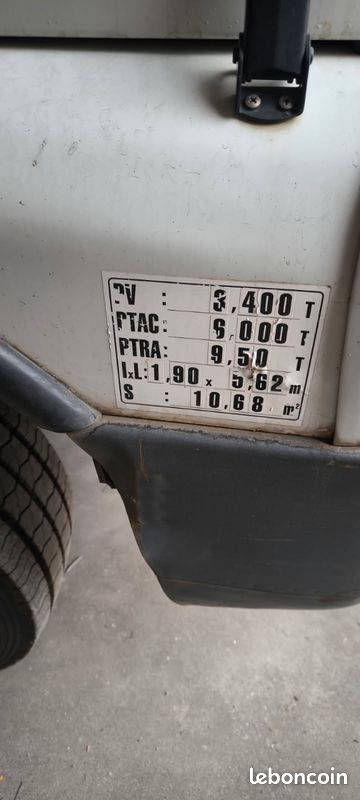 PV : 3,400 T
PTAC: 6,000 T
PTRA: 9,50 T
lxL:1,90 x 5,62 m
S : 10,68 m²
leboncoin